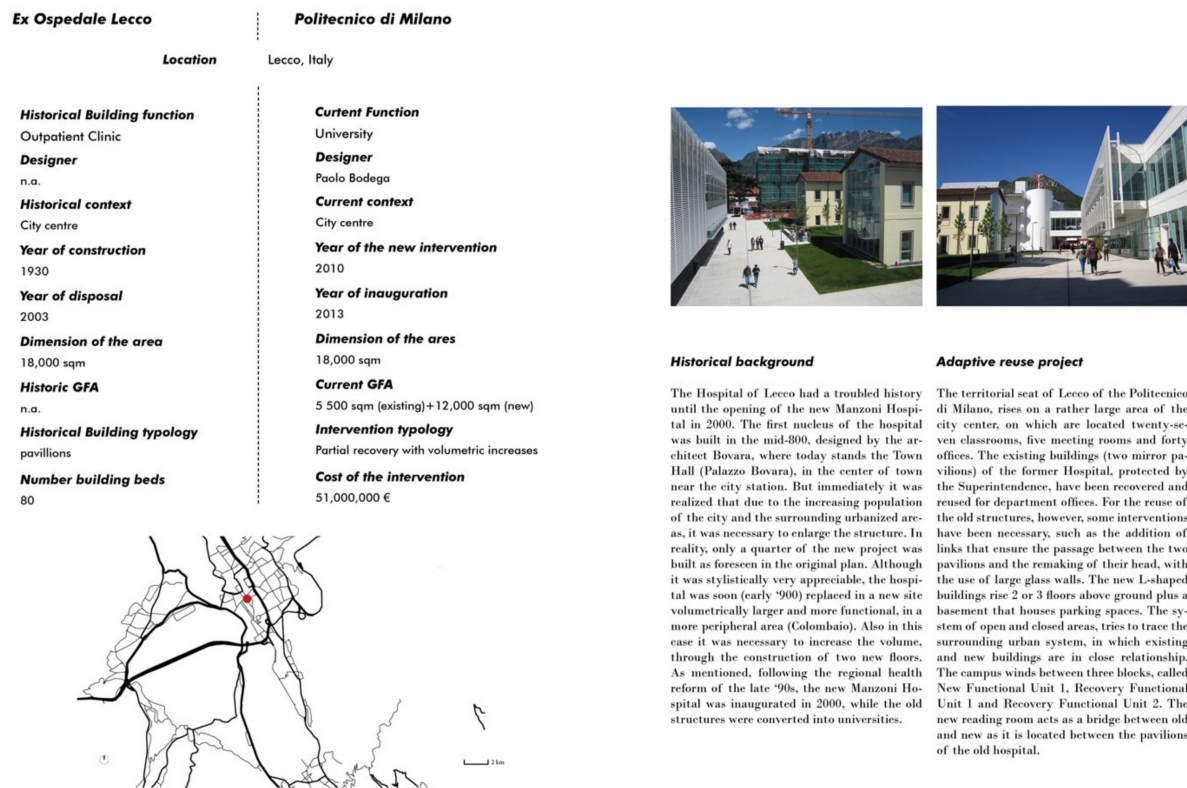 Ex Ospedale Lecco
Politecnico di Milano
Location
Lecco, Italy
Historical Building function
Outpatient Clinic
Designer
n.a.
Historical context
City centre
Year of construction
1930
Year of disposal
2003
Dimension of the area
18,000 sqm
Historic GFA
n.a.
Historical Building typology
pavillions
Number building beds
80
Curtent Function
University
Designer
Paolo Bodega
Current context
City centre
Year of the new intervention
2010
Year of inauguration
2013
Dimension of the ares
18,000 sqm
Current GFA
5 500 sqm (existing)+12,000 sqm (new)
Intervention typology
Partial recovery with volumetric increases
Cost of the intervention
51,000,000 €
2 km
Historical background
The Hospital of Lecco had a troubled history
until the opening of the new Manzoni Hospi-
tal in 2000. The first nucleus of the hospital
was built in the mid-800, designed by the ar-
chitect Bovara, where today stands the Town
Hall (Palazzo Bovara), in the center of town
near the city station. But immediately it was
realized that due to the increasing population
of the city and the surrounding urbanized are-
as, it was necessary to enlarge the structure. In
reality, only a quarter of the new project was
built as foreseen in the original plan. Although
it was stylistically very appreciable, the hospi-
tal was soon (early ‘900) replaced in a new site
volumetrically larger and more functional, in a
more peripheral area (Colombaio). Also in this
case it was necessary to increase the volume,
through the construction of two new floors.
As mentioned, following the regional health
reform of the late ‘90s, the new Manzoni Ho-
spital was inaugurated in 2000, while the old
structures were converted into universities.
Adaptive reuse project
The territorial seat of Lecco of the Politecnico
di Milano, rises on a rather large area of the
city center, on which are located twenty-se-
ven classrooms, five meeting rooms and forty
offices. The existing buildings (two mirror pa-
vilions) of the former Hospital, protected by
the Superintendence, have been recovered and
reused for department offices. For the reuse of
the old structures, however, some interventions
have been necessary, such as the addition of
links that ensure the passage between the two
pavilions and the remaking of their head, with
the use of large glass walls. The new L-shaped
buildings rise 2 or 3 floors above ground plus a
basement that houses parking spaces. The sy-
stem of open and closed areas, tries to trace the
surrounding urban system, in which existing
and new buildings are in close relationship.
The campus winds between three blocks, called
New Functional Unit 1, Recovery Functional
Unit 1 and Recovery Functional Unit 2. The
new reading room acts as a bridge between old
and new as it is located between the pavilions
of the old hospital.